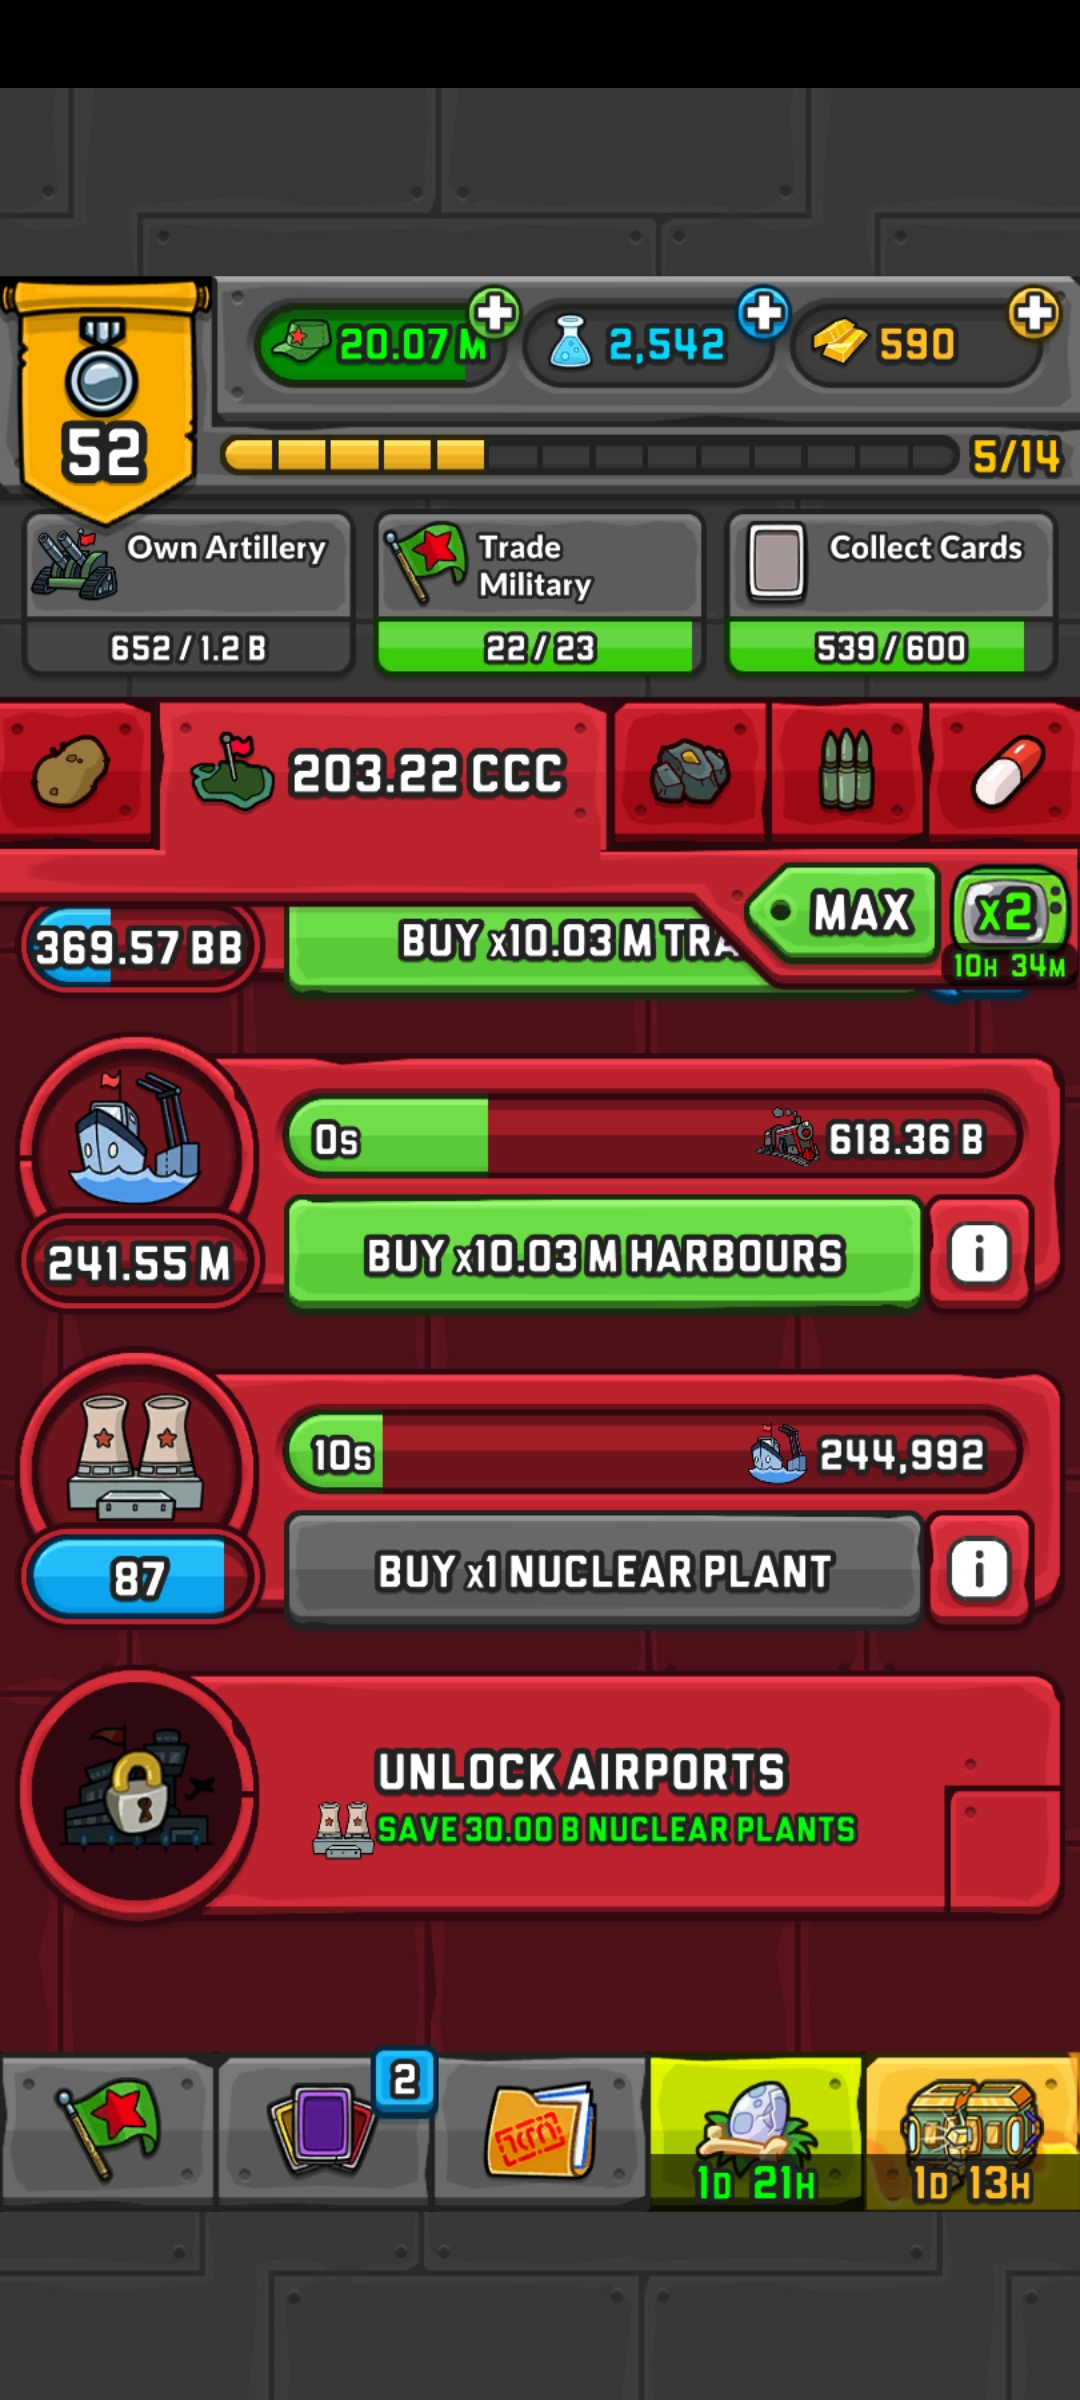 20.07 M
2,542
590
52
5/14
Own Artillery
652 / 1.2 B
Trade
Military
22 / 23
Collect Cards
539 / 600
203.22 CCC
MAX
x2
10H 34M
369.57 BB
BUY x10.03 M TRA
0s
618.36 B
241.55 M
BUY x10.03 M HARBOURS
i
10s
244,992
87
BUY x1 NUCLEAR PLANT
i
UNLOCK AIRPORTS
SAVE 30.00 B NUCLEAR PLANTS
2
1D 21H
1D 13H